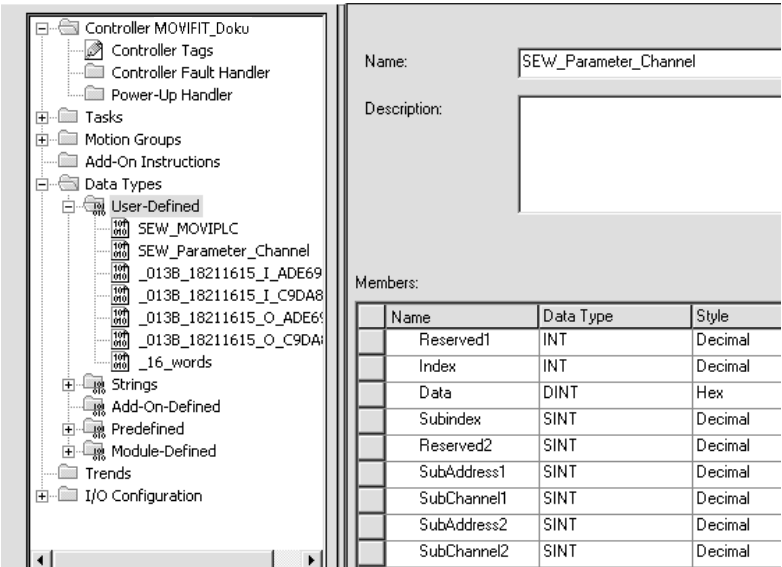 Controller MOVIFIT_Doku
Controller Tags
Controller Fault Handler
Power-Up Handler
Tasks
Motion Groups
Add-On Instructions
Data Types
User-Defined
SEW_MOVIPLC
SEW_Parameter_Channel
_013B_18211615_I_ADE69
_013B_18211615_I_C9DA8
_013B_18211615_O_ADE69
_013B_18211615_O_C9DA
_16_words
Strings
Add-On-Defined
Predefined
Module-Defined
Trends
I/O Configuration
Name: SEW_Parameter_Channel
Description:
Members:
Name Data Type Style
Reserved1 INT Decimal
Index INT Decimal
Data DINT Hex
Subindex SINT Decimal
Reserved2 SINT Decimal
SubAddress1 SINT Decimal
SubChannel1 SINT Decimal
SubAddress2 SINT Decimal
SubChannel2 SINT Decimal